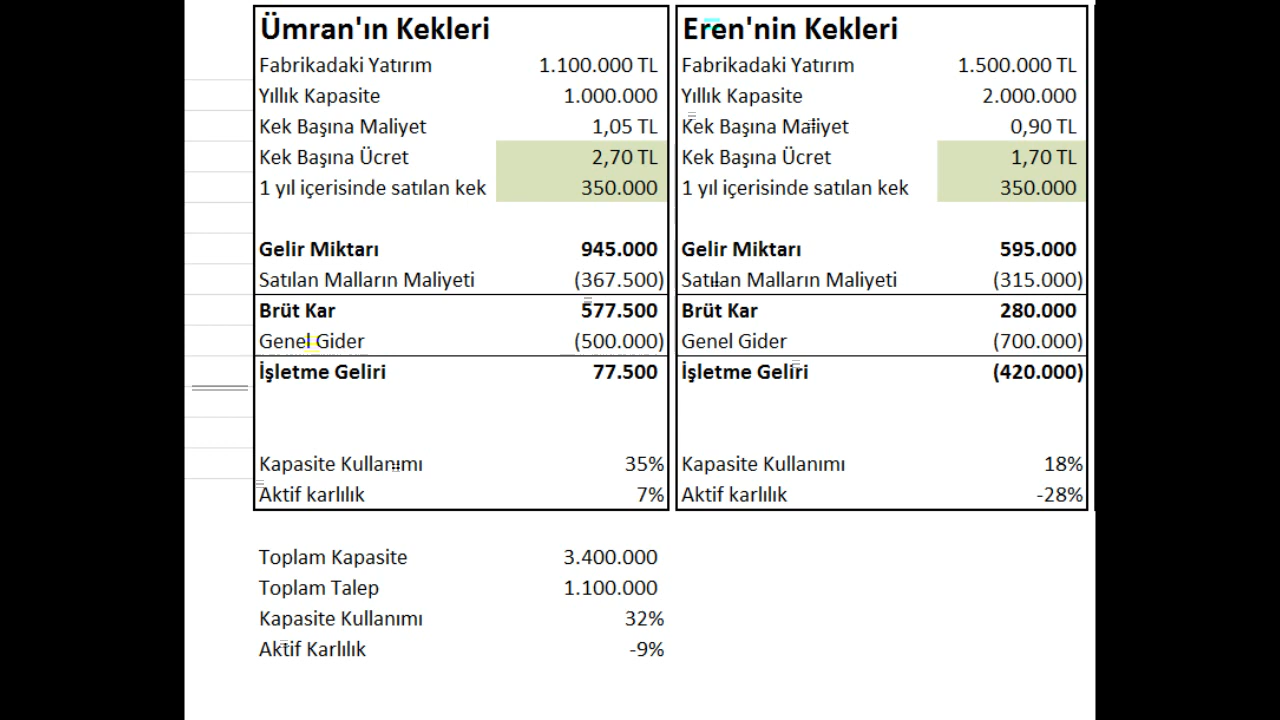 Ümran'ın Kekleri
Fabrikadaki Yatırım 1.100.000 TL
Yıllık Kapasite 1.000.000
Kek Başına Maliyet 1,05 TL
Kek Başına Ücret 2,70 TL
1 yıl içerisinde satılan kek 350.000
Gelir Miktarı 945.000
Satılan Malların Maliyeti (367.500)
Brüt Kar 577.500
Genel Gider (500.000)
İşletme Geliri 77.500
Kapasite Kullanımı 35%
Aktif karlılık 7%
Eren'nin Kekleri
Fabrikadaki Yatırım 1.500.000 TL
Yıllık Kapasite 2.000.000
Kek Başına Maliyet 0,90 TL
Kek Başına Ücret 1,70 TL
1 yıl içerisinde satılan kek 350.000
Gelir Miktarı 595.000
Satılan Malların Maliyeti (315.000)
Brüt Kar 280.000
Genel Gider (700.000)
İşletme Geliri (420.000)
Kapasite Kullanımı 18%
Aktif karlılık -28%
Toplam Kapasite 3.400.000
Toplam Talep 1.100.000
Kapasite Kullanımı 32%
Aktif Karlılık -9%